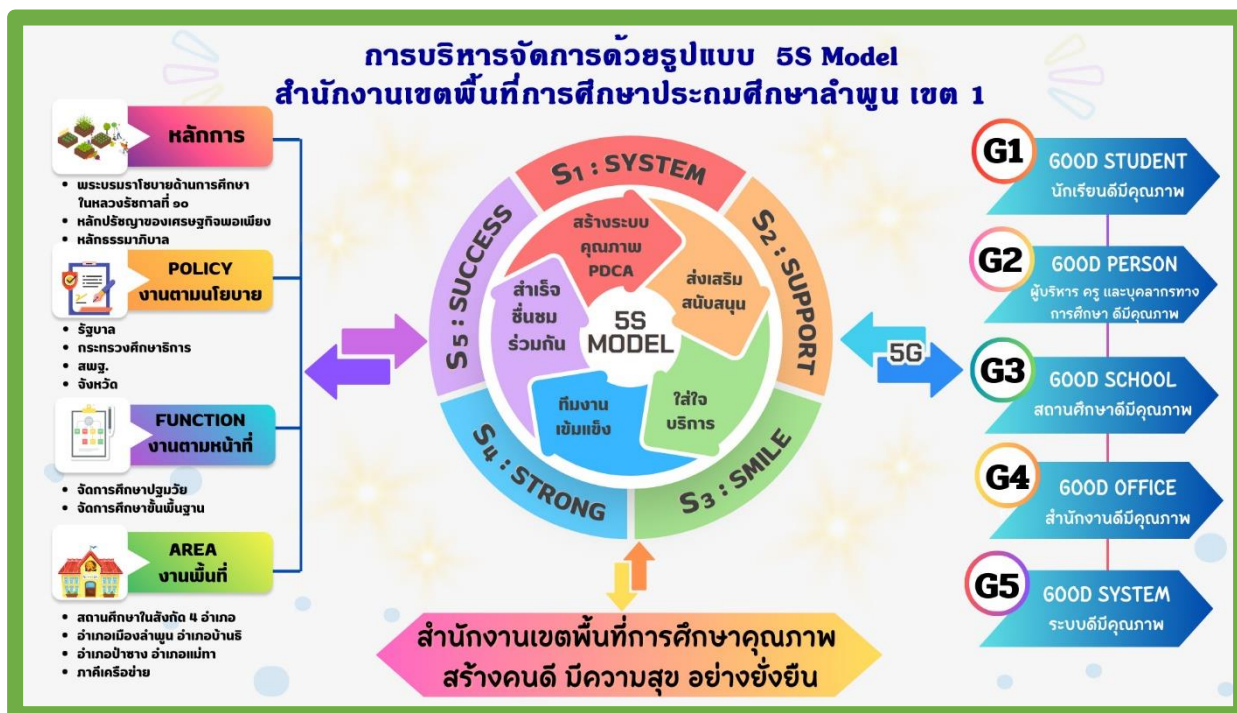 การบริหารจัดการด้วยรูปแบบ 5S Model
สำนักงานเขตพื้นที่การศึกษาประถมศึกษาลำพูน เขต 1
หลักการ
• พระบรมราโชบายด้านการศึกษา
ในหลวงรัชกาลที่ ๑๐
• หลักปรัชญาของเศรษฐกิจพอเพียง
• หลักธรรมาภิบาล
POLICY
งานตามนโยบาย
• รัฐบาล
• กระทรวงศึกษาธิการ
• สพฐ.
• จังหวัด
FUNCTION
งานตามหน้าที่
• จัดการศึกษาปฐมวัย
• จัดการศึกษาขั้นพื้นฐาน
AREA
งานพื้นที่
• สถานศึกษาในสังกัด 4 อำเภอ
• อำเภอเมืองลำพูน อำเภอบ้านธิ
• อำเภอป่าซาง อำเภอแม่ทา
• ภาคีเครือข่าย
S1 : SYSTEM
สร้างระบบ
คุณภาพ
PDCA
S2 : SUPPORT
ส่งเสริม
สนับสนุน
S3 : SMILE
ใส่ใจ
บริการ
S4 : STRONG
ทีมงาน
เข้มแข็ง
S5 : SUCCESS
สำเร็จ
ชื่นชม
ร่วมกัน
5S
MODEL
5G
G1
GOOD STUDENT
นักเรียนดีมีคุณภาพ
G2
GOOD PERSON
ผู้บริหาร ครู และบุคลากรทาง
การศึกษา ดีมีคุณภาพ
G3
GOOD SCHOOL
สถานศึกษาดีมีคุณภาพ
G4
GOOD OFFICE
สำนักงานดีมีคุณภาพ
G5
GOOD SYSTEM
ระบบดีมีคุณภาพ
สำนักงานเขตพื้นที่การศึกษาคุณภาพ
สร้างคนดี มีความสุข อย่างยั่งยืน